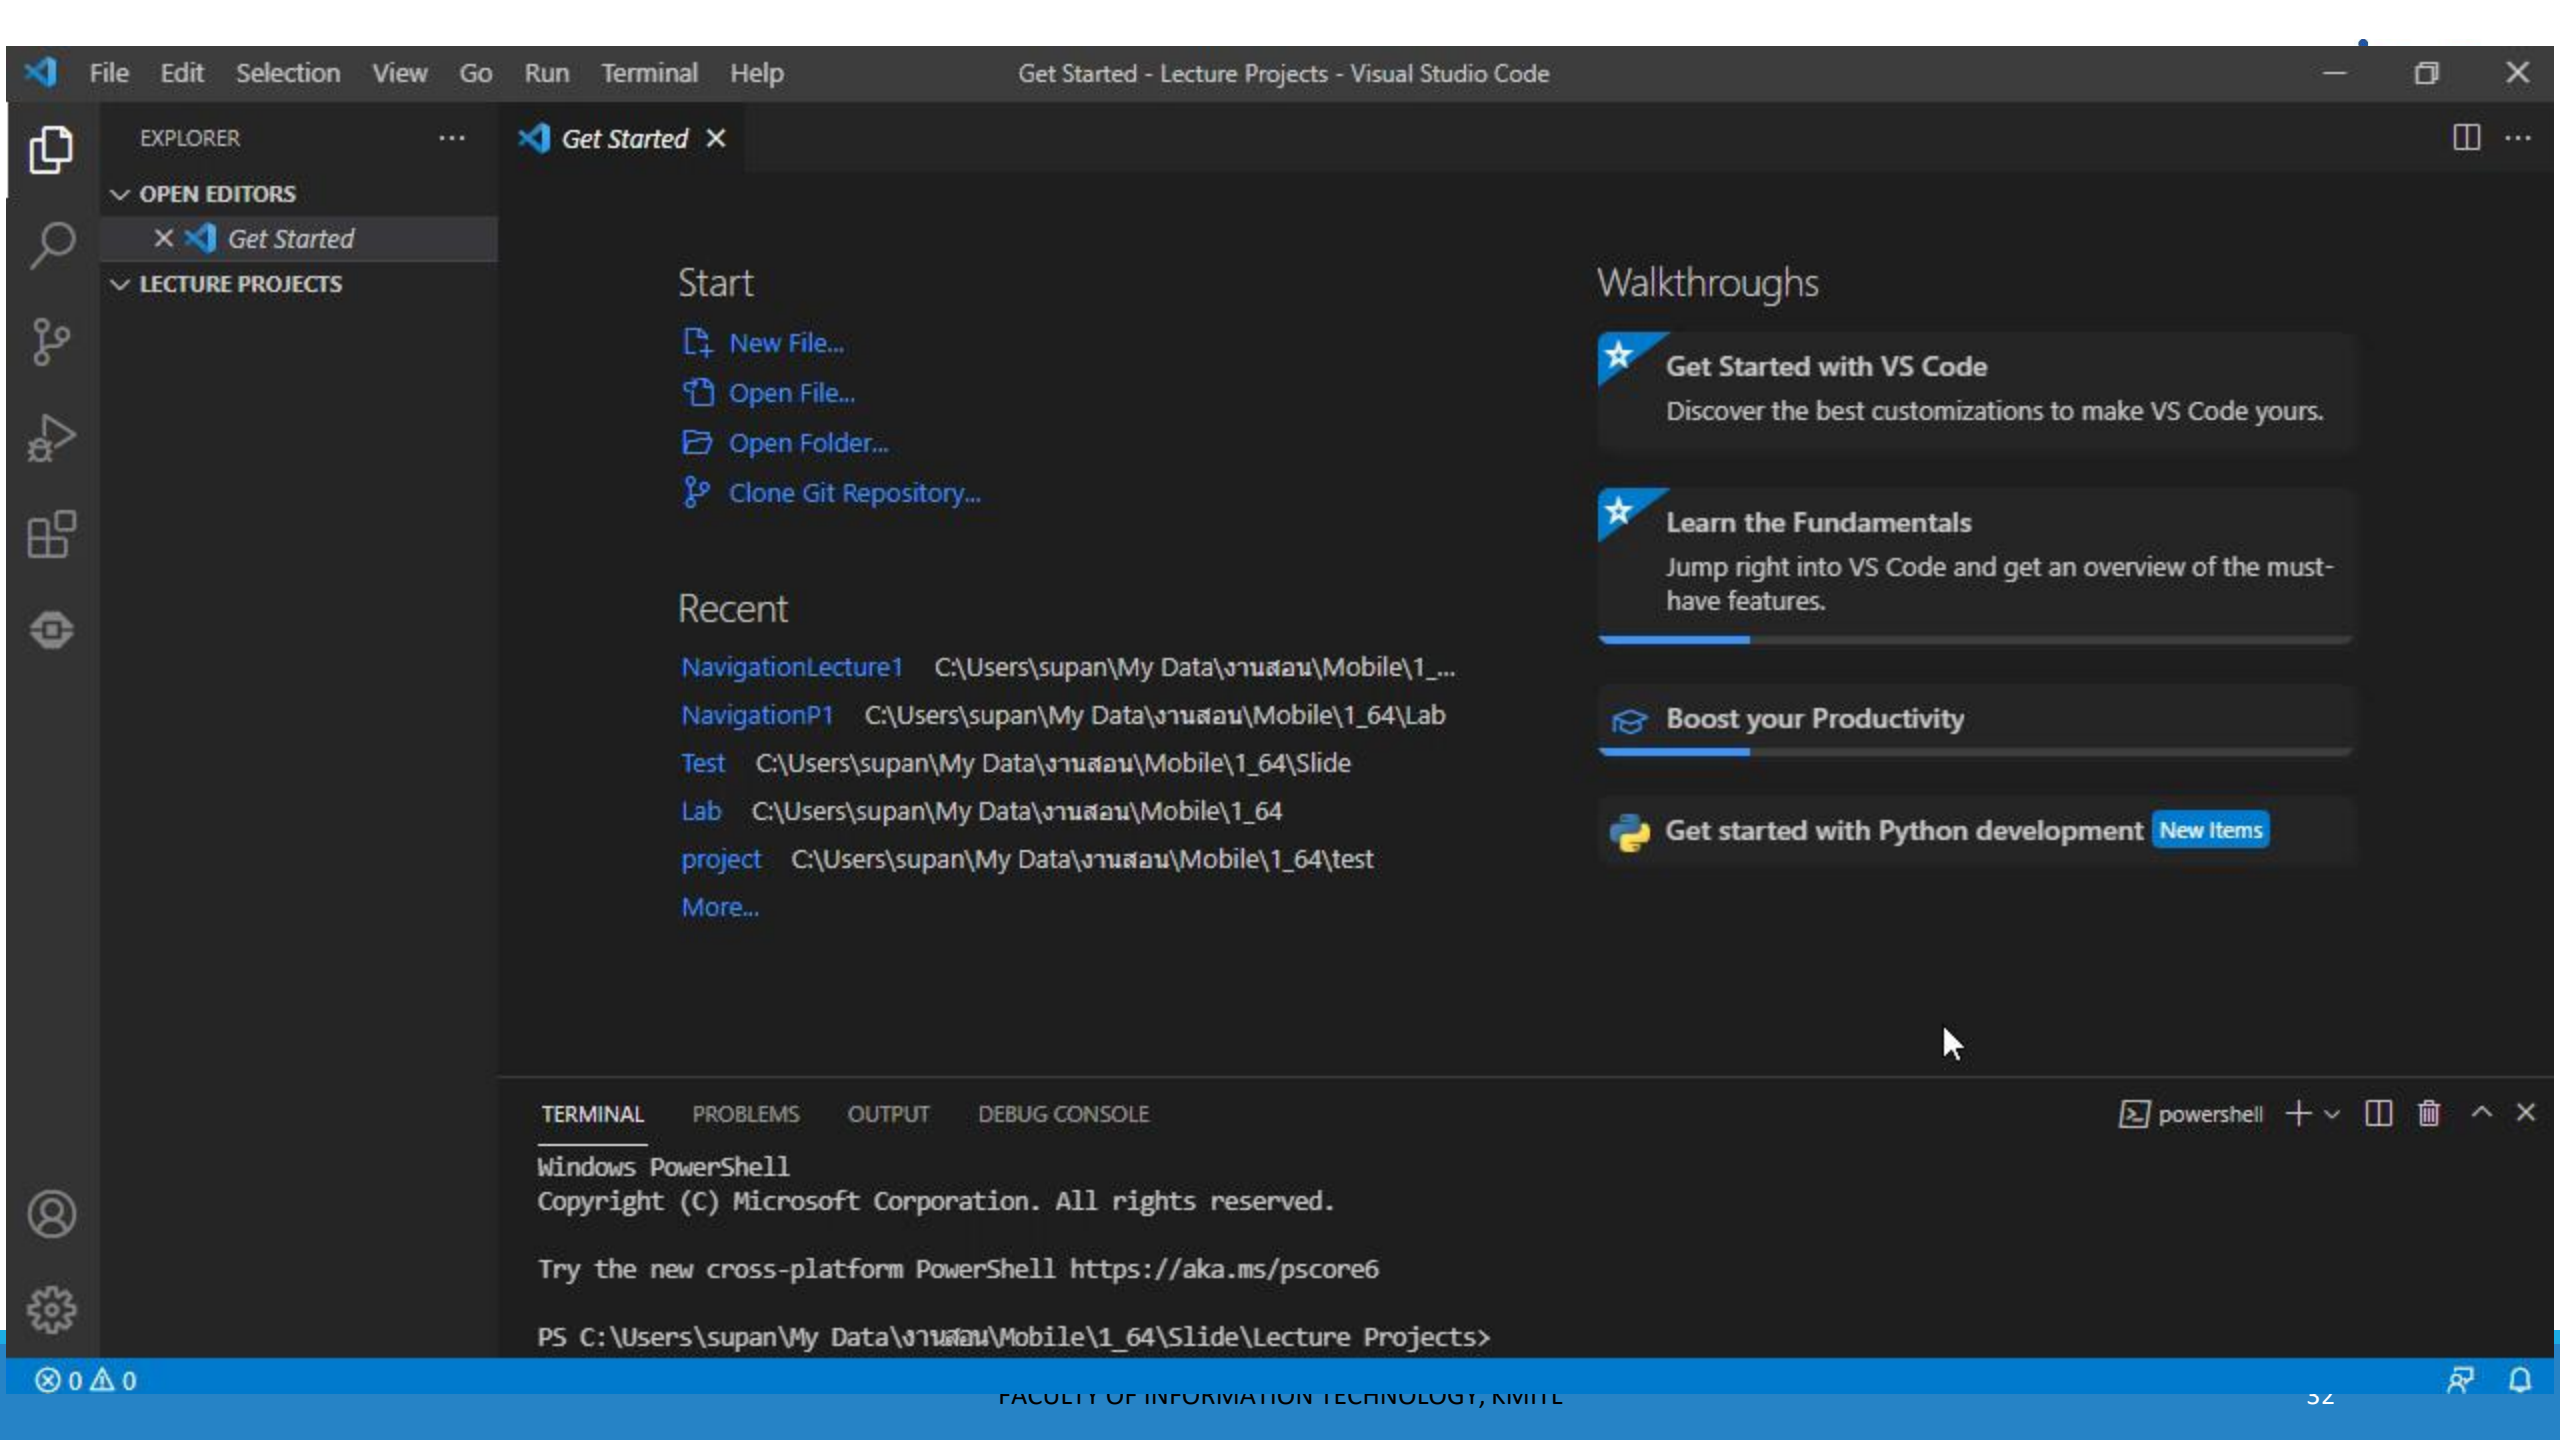 File Edit Selection View Go Run Terminal Help
Get Started - Lecture Projects - Visual Studio Code
EXPLORER
OPEN EDITORS
Get Started
LECTURE PROJECTS
Get Started
Start
New File...
Open File...
Open Folder...
Clone Git Repository...
Recent
NavigationLecture1 C:\Users\supan\My Data\งานสอน\Mobile\1_...
NavigationP1 C:\Users\supan\My Data\งานสอน\Mobile\1_64\Lab
Test C:\Users\supan\My Data\งานสอน\Mobile\1_64\Slide
Lab C:\Users\supan\My Data\งานสอน\Mobile\1_64
project C:\Users\supan\My Data\งานสอน\Mobile\1_64\test
More...
Walkthroughs
Get Started with VS Code
Discover the best customizations to make VS Code yours.
Learn the Fundamentals
Jump right into VS Code and get an overview of the must-
have features.
Boost your Productivity
Get started with Python development New Items
TERMINAL PROBLEMS OUTPUT DEBUG CONSOLE
powershell
Windows PowerShell
Copyright (C) Microsoft Corporation. All rights reserved.
Try the new cross-platform PowerShell https://aka.ms/pscore6
PS C:\Users\supan\My Data\งานสอน\Mobile\1_64\Slide\Lecture Projects>
0 0
FACULTY OF INFORMATION TECHNOLOGY, KMITL
32